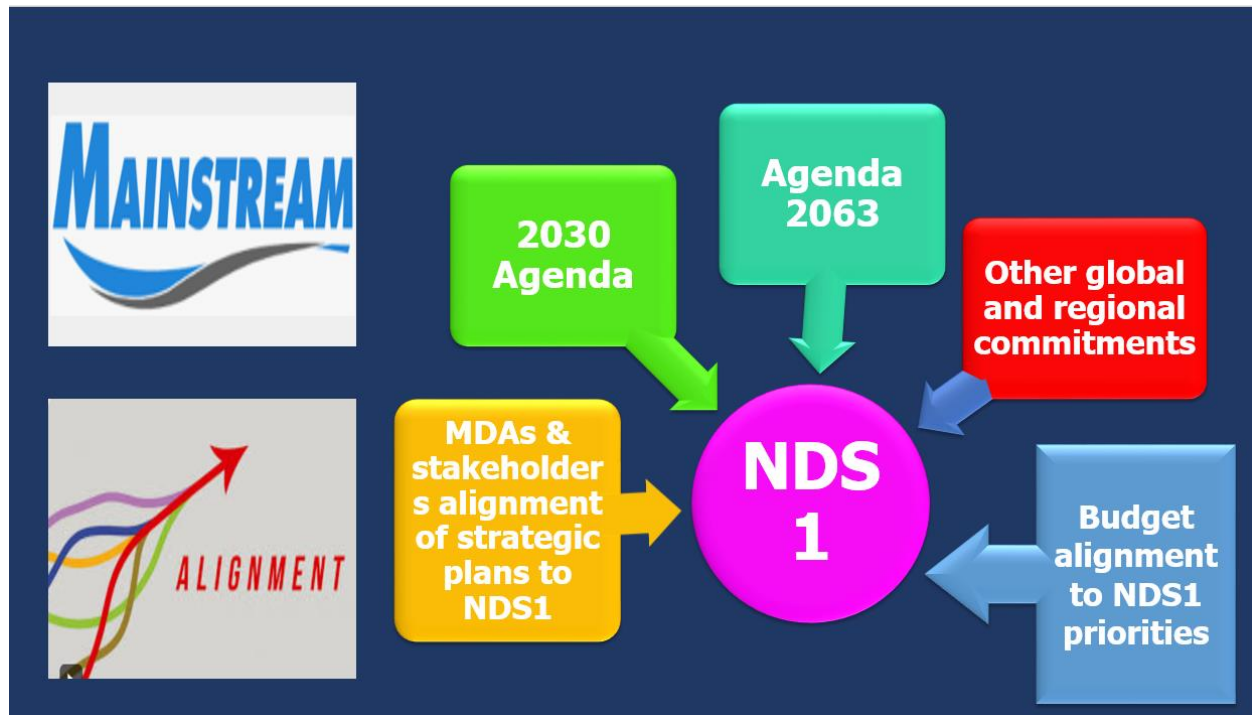 MAINSTREAM
ALIGNMENT
2030
Agenda
Agenda
2063
Other global
and regional
commitments
MDAs &
stakeholder
s alignment
of strategic
plans to
NDS1
NDS
1
Budget
alignment
to NDS1
priorities